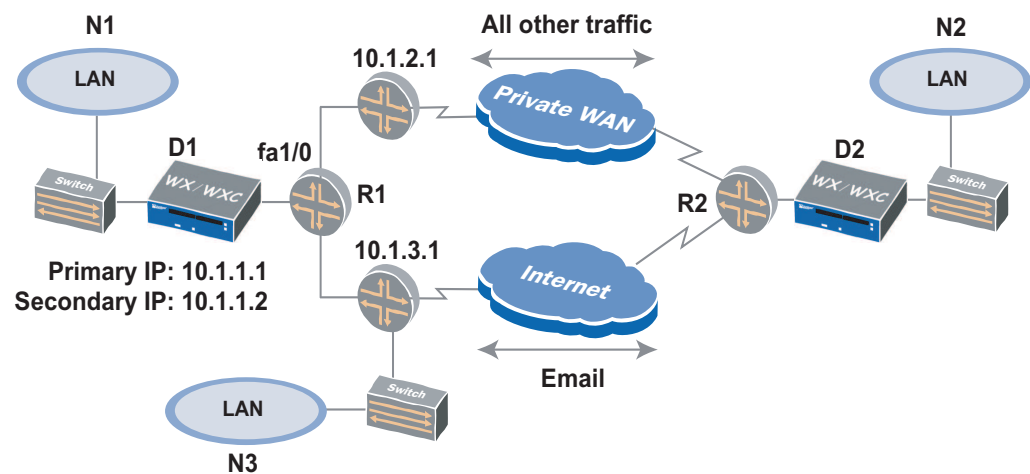 N1
All other traffic
N2
LAN
10.1.2.1
LAN
Private WAN
D1
fa1/0
D2
Switch
WX/WXC
R1
R2
WX/WXC
Switch
10.1.3.1
Primary IP: 10.1.1.1
Secondary IP: 10.1.1.2
Internet
Email
Switch
LAN
N3